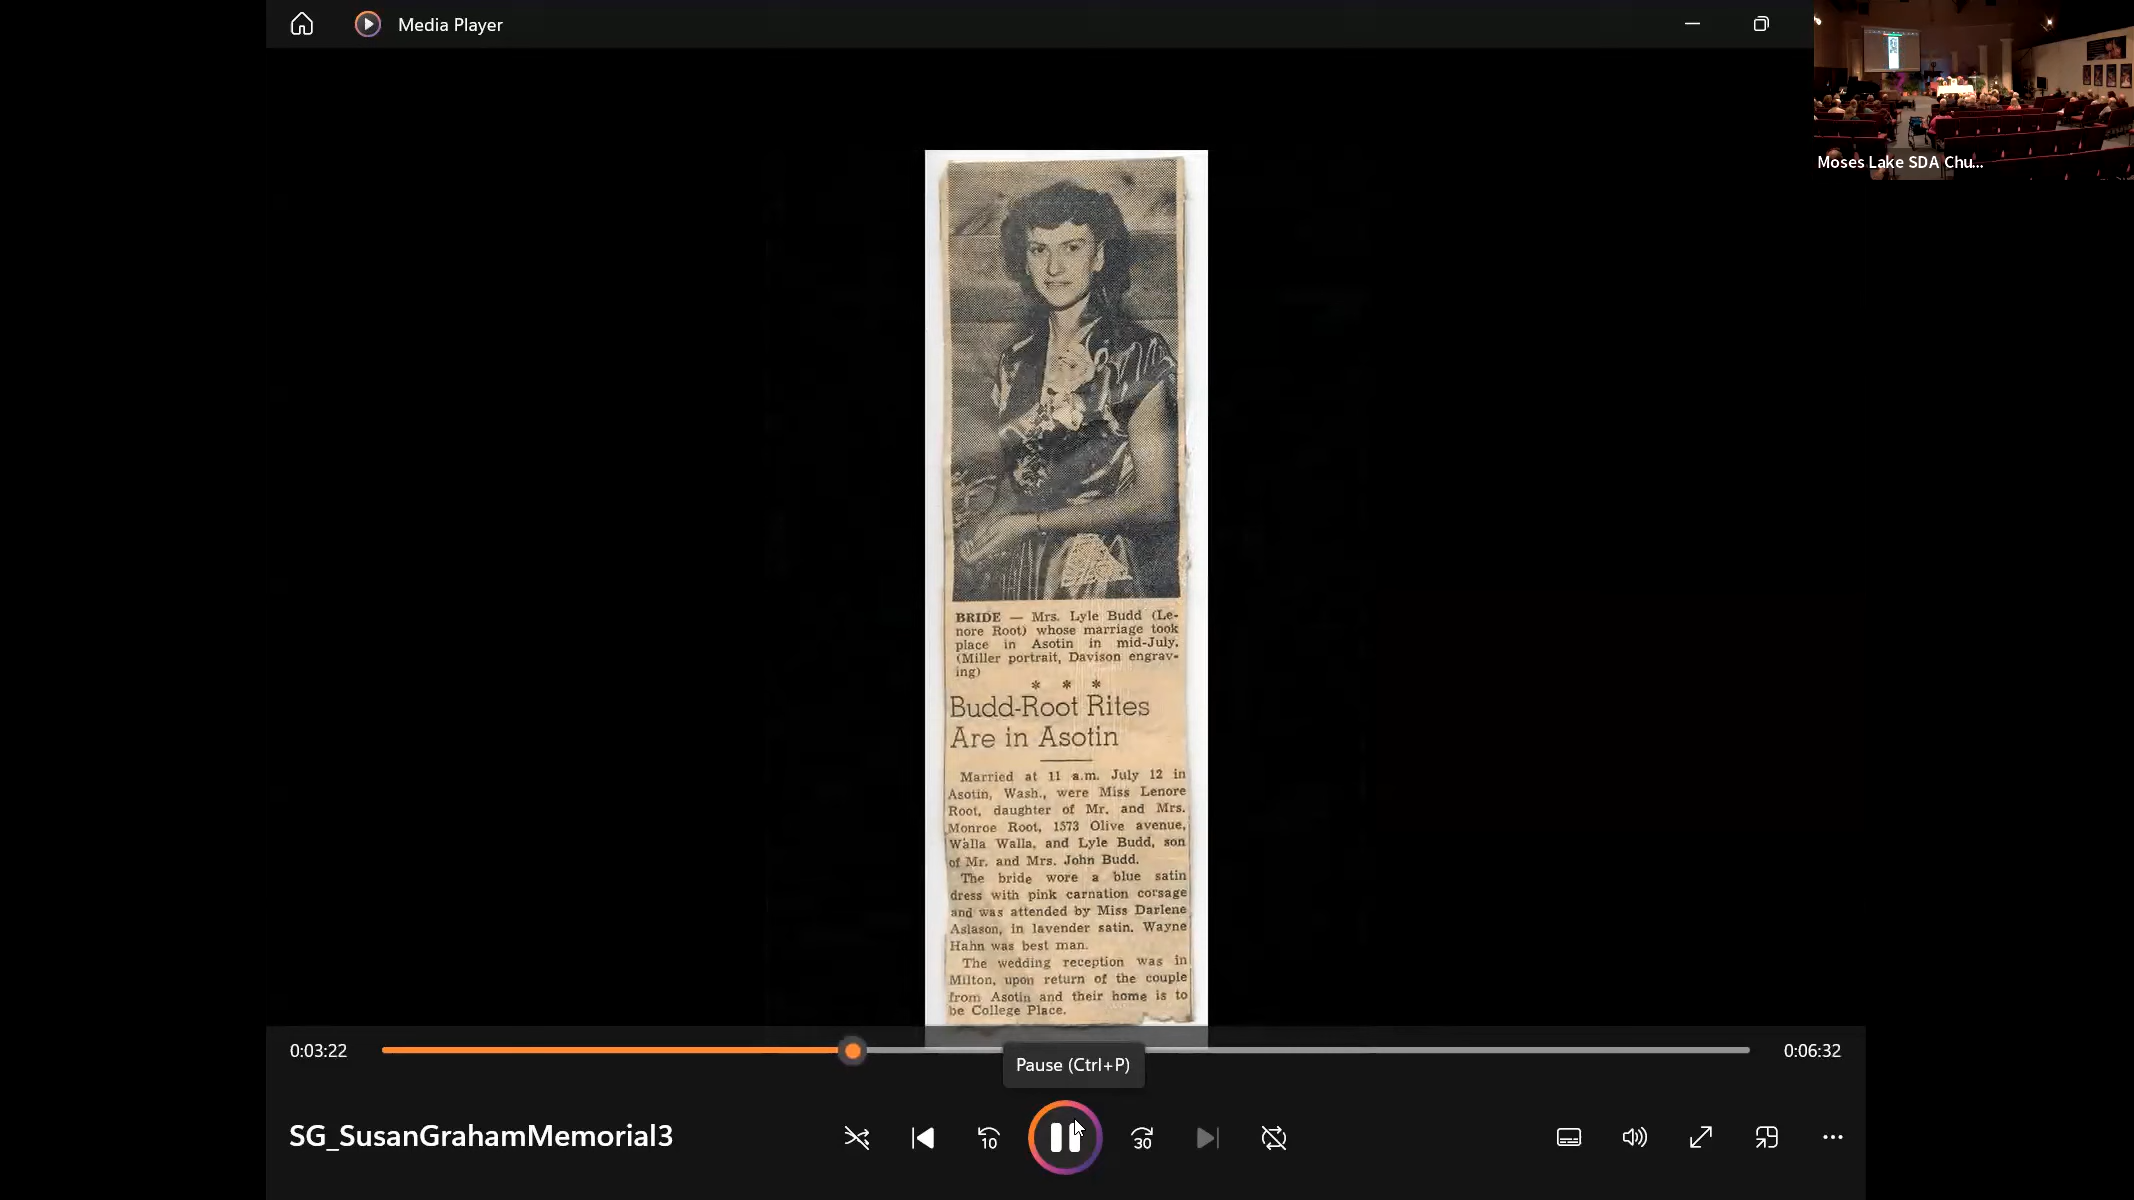 Media Player
Moses Lake SDA Chu...
BRIDE — Mrs. Lyle Budd (Le-
nore Root) whose marriage took
place in Asotin in mid-July.
(Miller portrait, Davison engrav-
ing)
* * *
Budd-Root Rites
Are in Asotin
Married at 11 a.m. July 12 in
Asotin, Wash., were Miss Lenore
Root, daughter of Mr. and Mrs.
Monroe Root, 1573 Olive avenue,
Walla Walla, and Lyle Budd, son
of Mr. and Mrs. John Budd.
The bride wore a blue satin
dress with pink carnation corsage
and was attended by Miss Darlene
Aslason, in lavender satin. Wayne
Hahn was best man.
The wedding reception was in
Milton, upon return of the couple
from Asotin and their home is to
be College Place.
0:03:22
0:06:32
Pause (Ctrl+P)
SG_SusanGrahamMemorial3
10
30